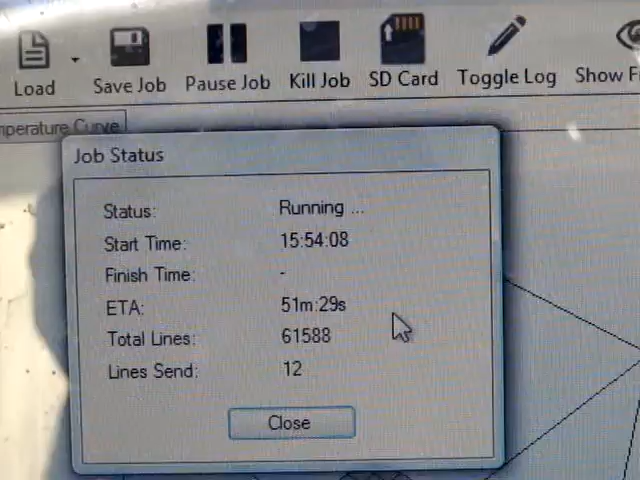 Load
Save Job
Pause Job
Kill Job
SD Card
Toggle Log
Show
perature Curve
Job Status
Status: Running ...
Start Time: 15:54:08
Finish Time: -
ETA: 51m:29s
Total Lines: 61588
Lines Send: 12
Close